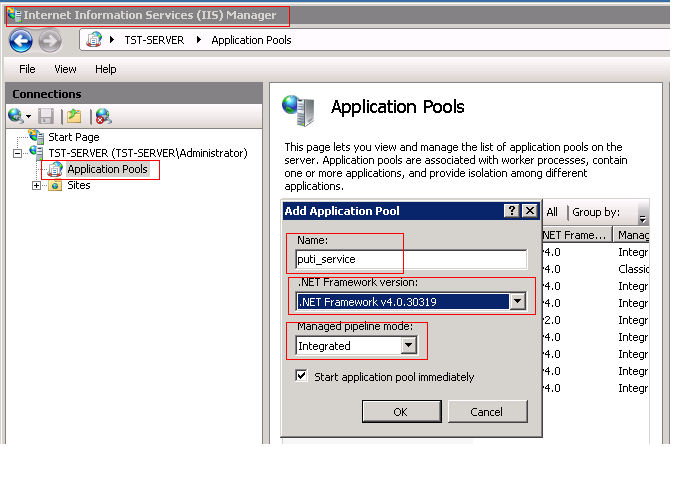 Internet Information Services (IIS) Manager
TST-SERVER Application Pools
File View Help
Connections
Start Page
TST-SERVER (TST-SERVER\Administrator)
Application Pools
Sites
Application Pools
This page lets you view and manage the list of application pools on the
server. Application pools are associated with worker processes, contain
one or more applications, and provide isolation among different
applications.
Add Application Pool
Name:
puti_service
.NET Framework version:
.NET Framework v4.0.30319
Managed pipeline mode:
Integrated
Start application pool immediately
OK Cancel
All Group by:
NET Frame... Manag
v4.0 Integr
v4.0 Classic
v4.0 Integr
v4.0 Integr
v2.0 Integr
v4.0 Integr
v4.0 Integr
v4.0 Integr
v4.0 Integr